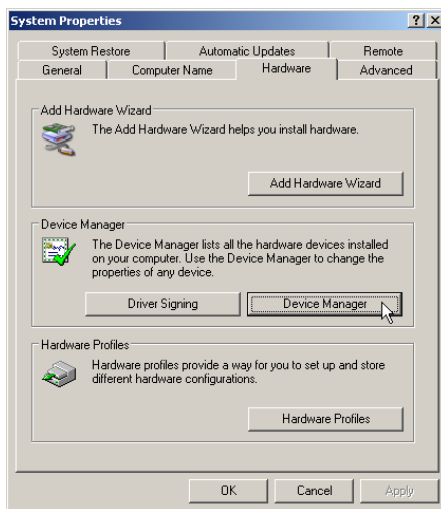 System Properties
System Restore Automatic Updates Remote
General Computer Name Hardware Advanced
Add Hardware Wizard
The Add Hardware Wizard helps you install hardware.
Add Hardware Wizard
Device Manager
The Device Manager lists all the hardware devices installed
on your computer. Use the Device Manager to change the
properties of any device.
Driver Signing Device Manager
Hardware Profiles
Hardware profiles provide a way for you to set up and store
different hardware configurations.
Hardware Profiles
OK Cancel Apply